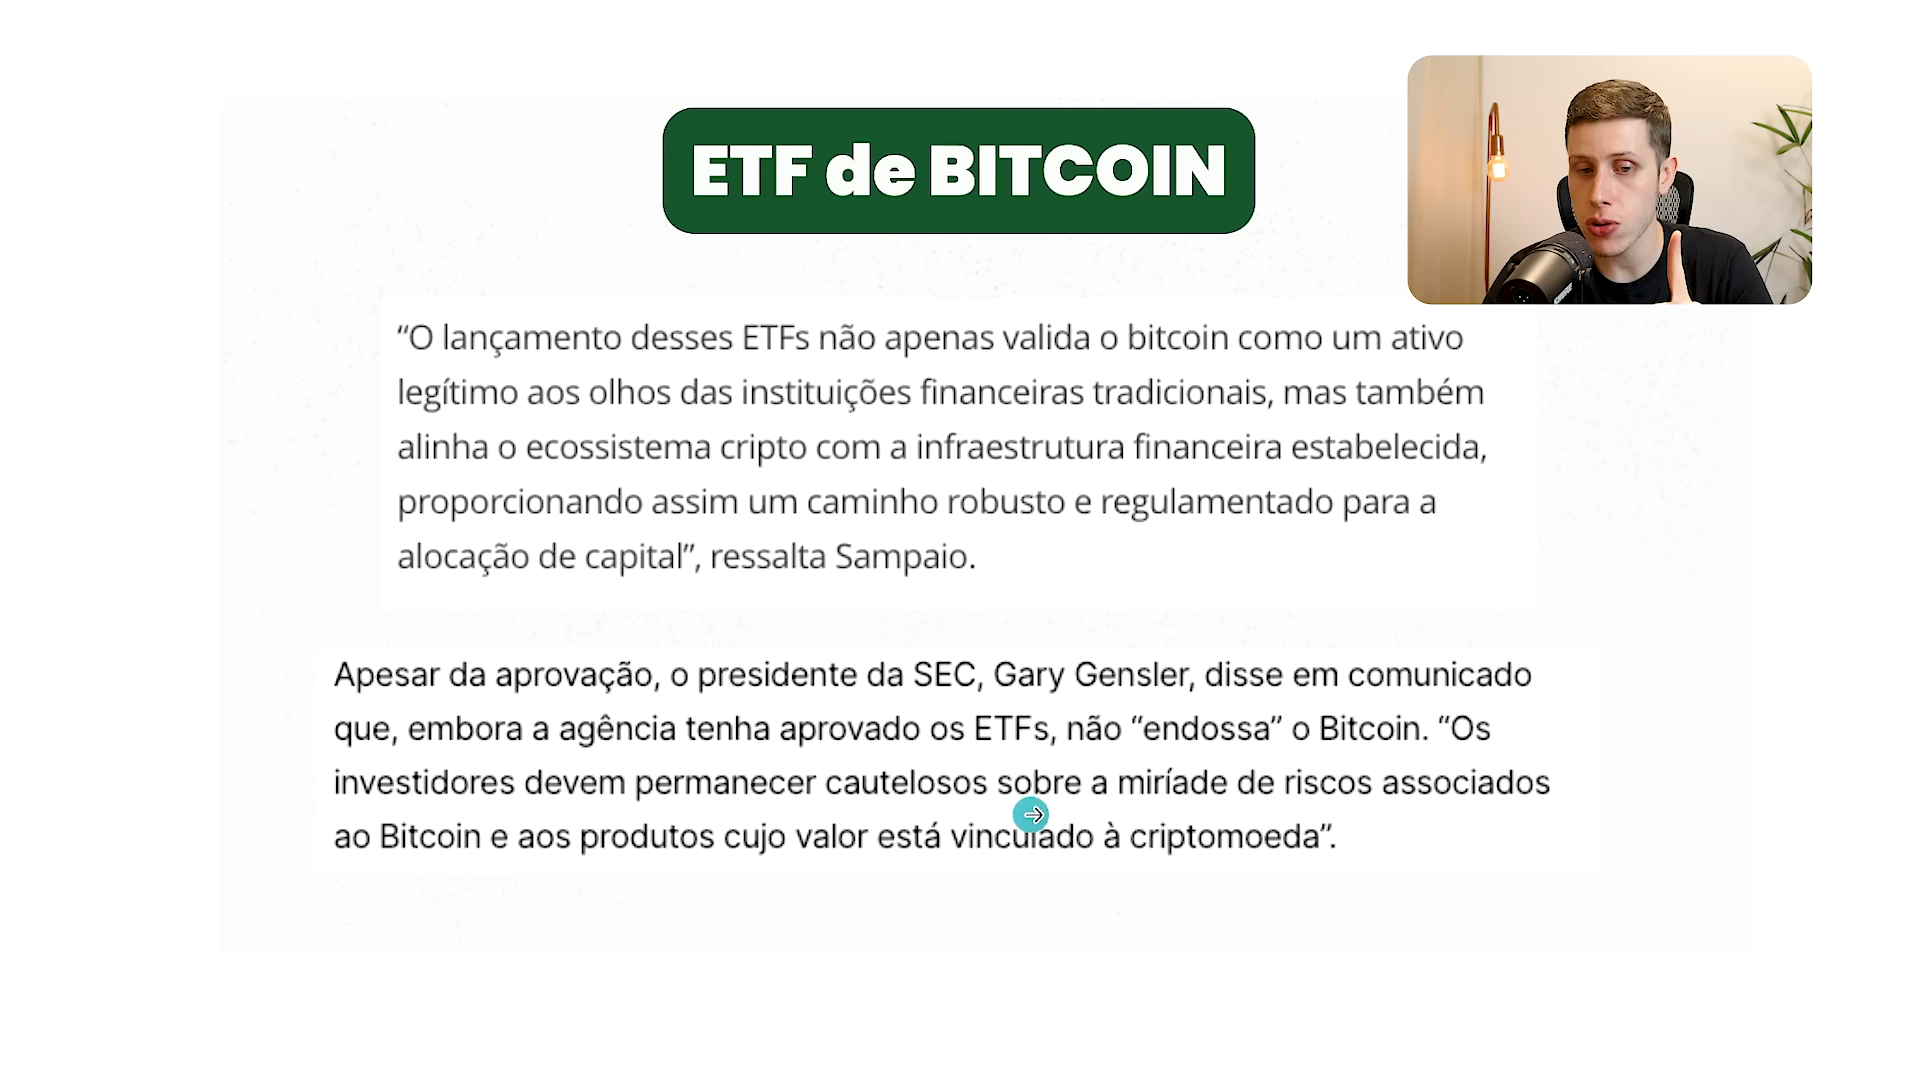 ETF de BITCOIN
“O lançamento desses ETFs não apenas valida o bitcoin como um ativo
legítimo aos olhos das instituições financeiras tradicionais, mas também
alinha o ecossistema cripto com a infraestrutura financeira estabelecida,
proporcionando assim um caminho robusto e regulamentado para a
alocação de capital”, ressalta Sampaio.
Apesar da aprovação, o presidente da SEC, Gary Gensler, disse em comunicado
que, embora a agência tenha aprovado os ETFs, não “endossa” o Bitcoin. “Os
investidores devem permanecer cautelosos sobre a miríade de riscos associados
ao Bitcoin e aos produtos cujo valor está vinculado à criptomoeda”.